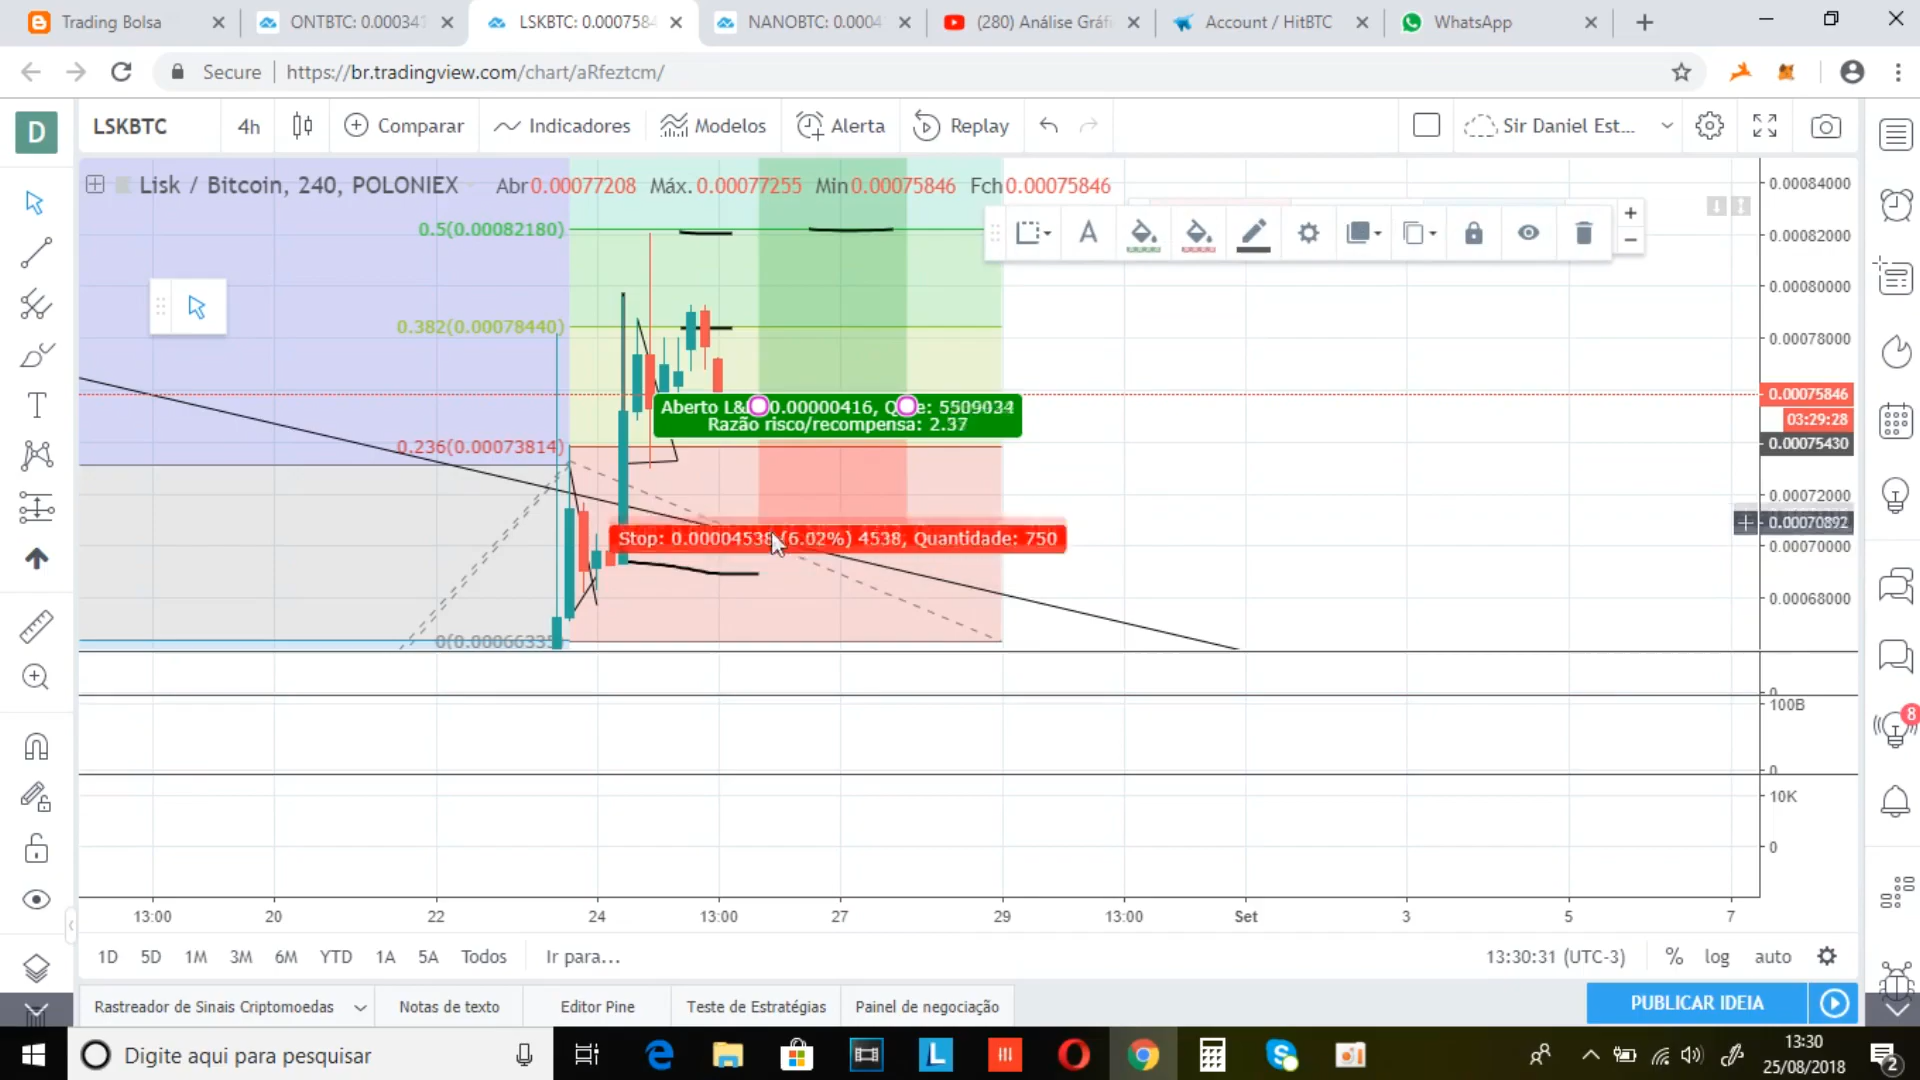 Trading Bolsa
ONTBTC: 0.000341
LSKBTC: 0.0007584
NANOBTC: 0.0004
(280) Análise Gráfi
Account / HitBTC
WhatsApp
Secure
https://br.tradingview.com/chart/aRfeztcm/
D
LSKBTC
4h
Comparar
Indicadores
Modelos
Alerta
Replay
Sir Daniel Est...
Lisk / Bitcoin, 240, POLONIEX
Abr0.00077208 Máx.0.00077255 Min0.00075846 Fch0.00075846
0.5(0.00082180)
0.382(0.00078440)
0.236(0.00073814)
Razão risco/recompensa: 2.37
Stop: 0.00004538 (6.02%) 4538, Quantidade: 750
0.00084000
0.00082000
0.00080000
0.00078000
0.00075846
03:29:28
0.00075430
0.00072000
0.00070892
0.00070000
0.00068000
0
100B
0
10K
0
8
13:00 20 22 24 13:00 27 29 13:00 Set 3 5 7
1D 5D 1M 3M 6M YTD 1A 5A Todos Ir para...
13:30:31 (UTC-3) % log auto
Rastreador de Sinais Criptomoedas
Notas de texto
Editor Pine
Teste de Estratégias
Painel de negociação
PUBLICAR IDEIA
Digite aqui para pesquisar
13:30
25/08/2018
2